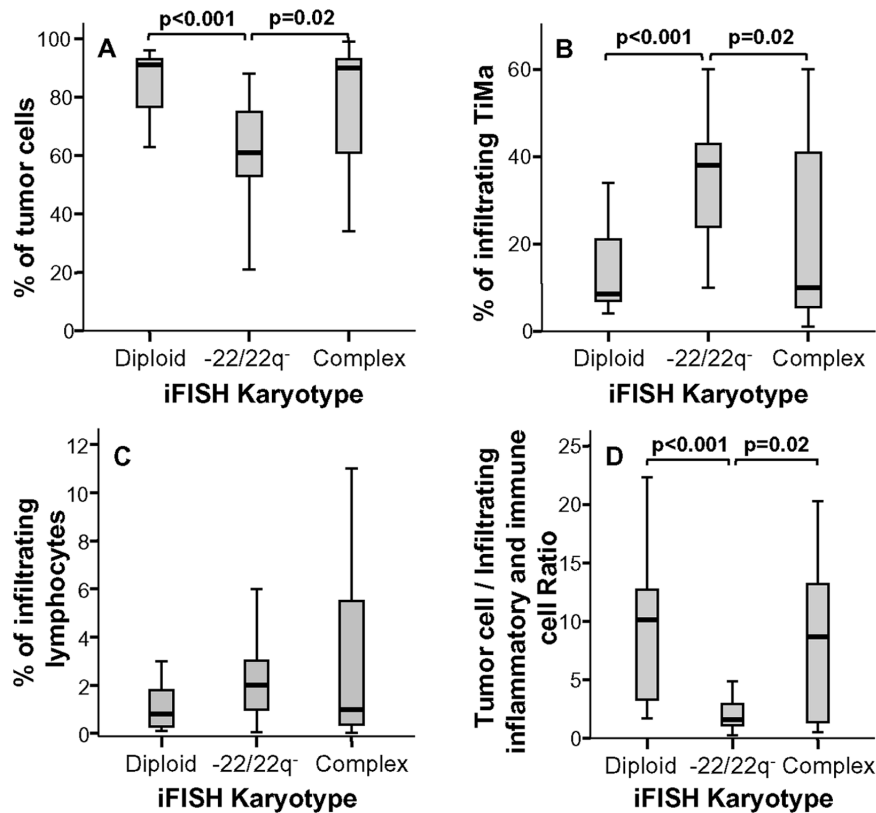 A
p<0.001
p=0.02
% of tumor cells
100
80
60
40
20
0
Diploid
-22/22q⁻
Complex
iFISH Karyotype
B
p<0.001
p=0.02
% of infiltrating TiMa
60
40
20
0
Diploid
-22/22q⁻
Complex
iFISH Karyotype
C
% of infiltrating
lymphocytes
12
10
8
6
4
2
0
Diploid
-22/22q⁻
Complex
iFISH Karyotype
D
p<0.001
p=0.02
Tumor cell / Infiltrating
inflammatory and immune
cell Ratio
25
20
15
10
5
0
Diploid
-22/22q⁻
Complex
iFISH Karyotype